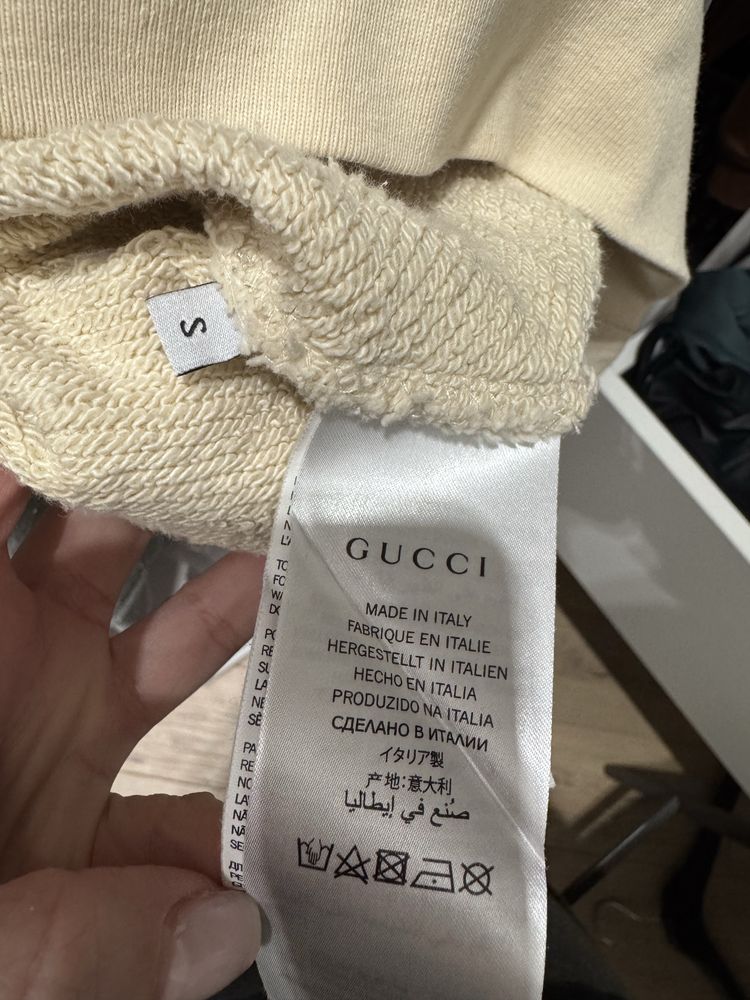 S
GUCCI
MADE IN ITALY
FABRIQUE EN ITALIE
HERGESTELLT IN ITALIEN
HECHO EN ITALIA
PRODUZIDO NA ITALIA
СДЕЛАНО В ИТАЛИИ
イタリア製
产地:意大利
صُنع في إيطاليا